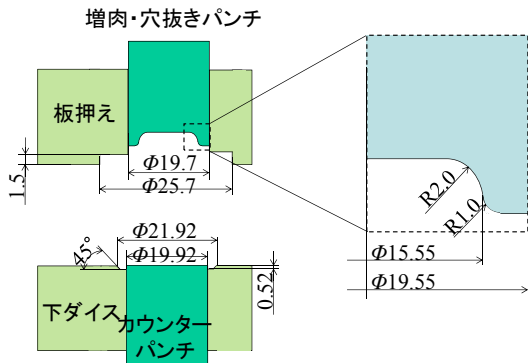 増肉・穴抜きパンチ
板押え
Φ19.7
Φ25.7
1.5
R2.0
R1.0
Φ15.55
Φ19.55
Φ21.92
Φ19.92
45°
0.52
下ダイス
カウンター
パンチ